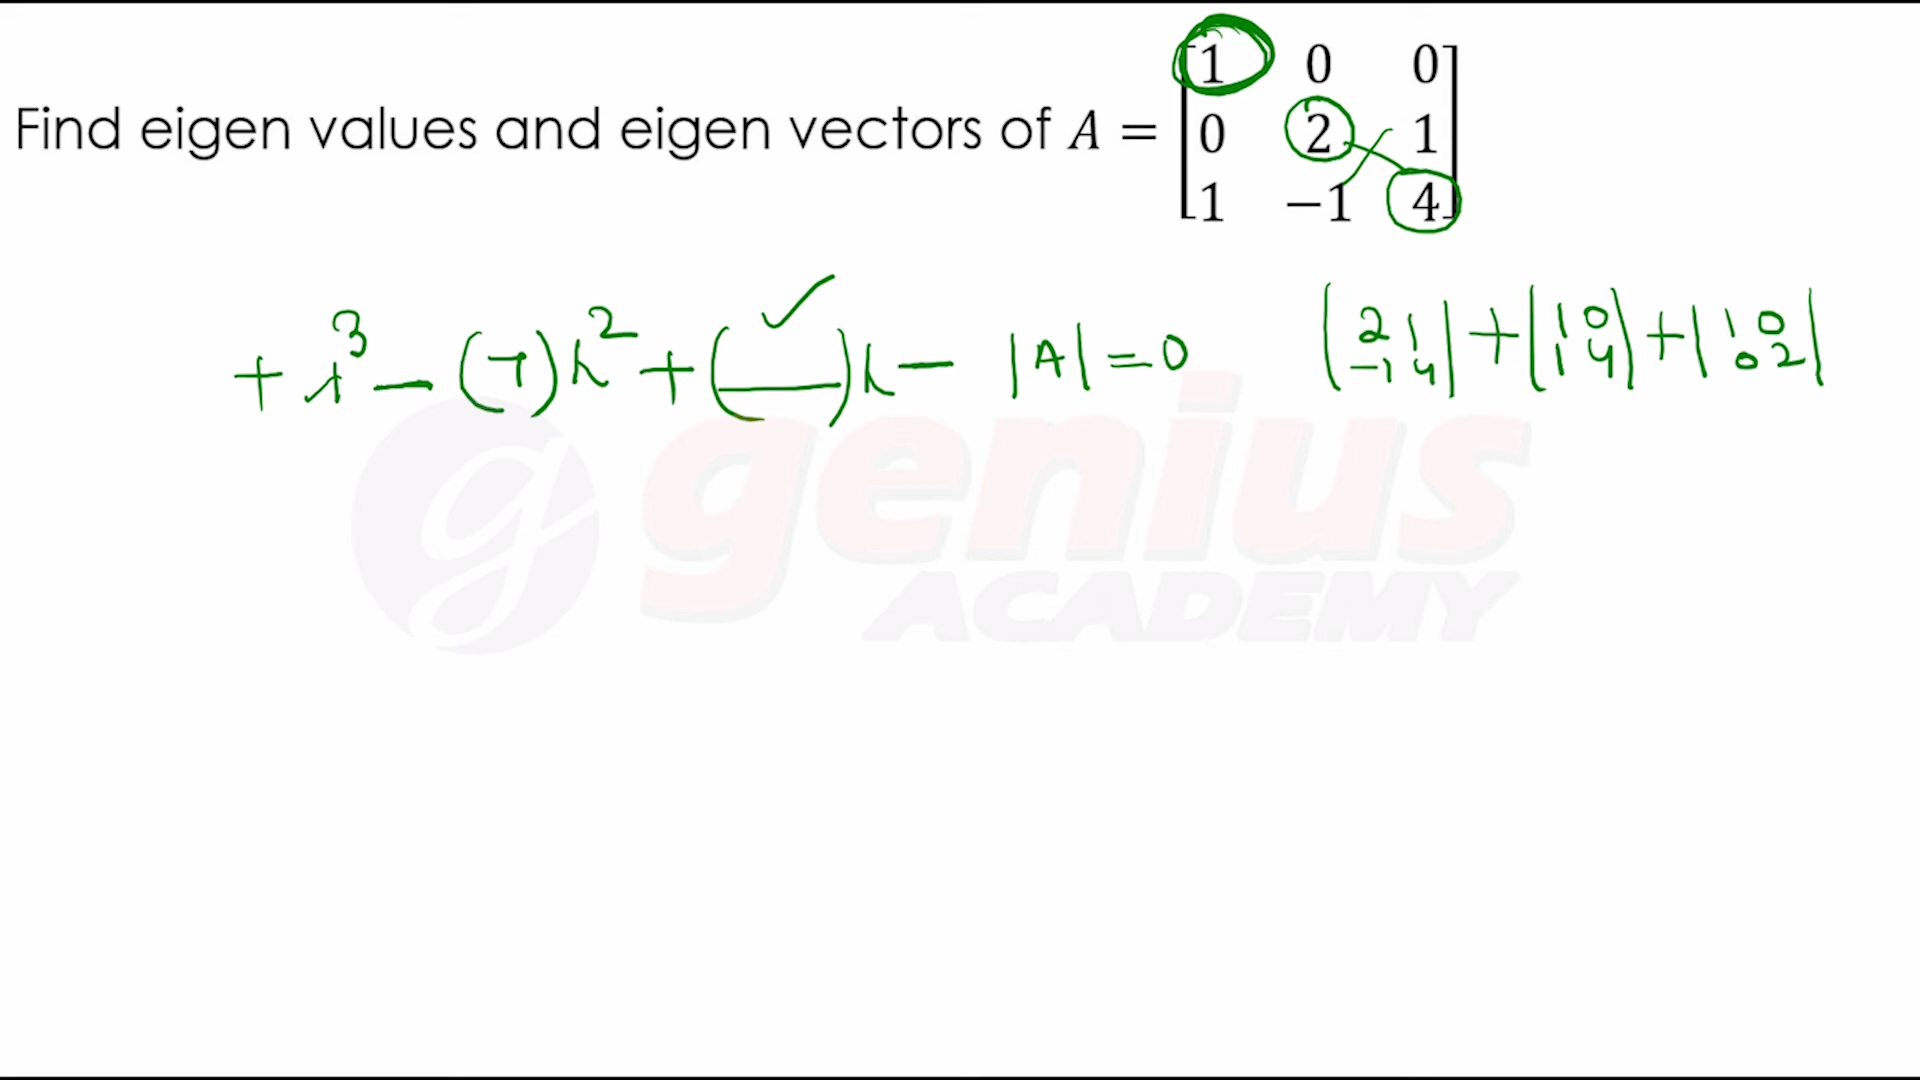 Find eigen values and eigen vectors of A = [1 0 0
0 2 1
1 −1 4]
+ λ³ − (7)λ² + (___)λ − |A| = 0 |2 1 −1 4| + |1 0 1 4| + |1 0 0 2|
g genius
ACADEMY